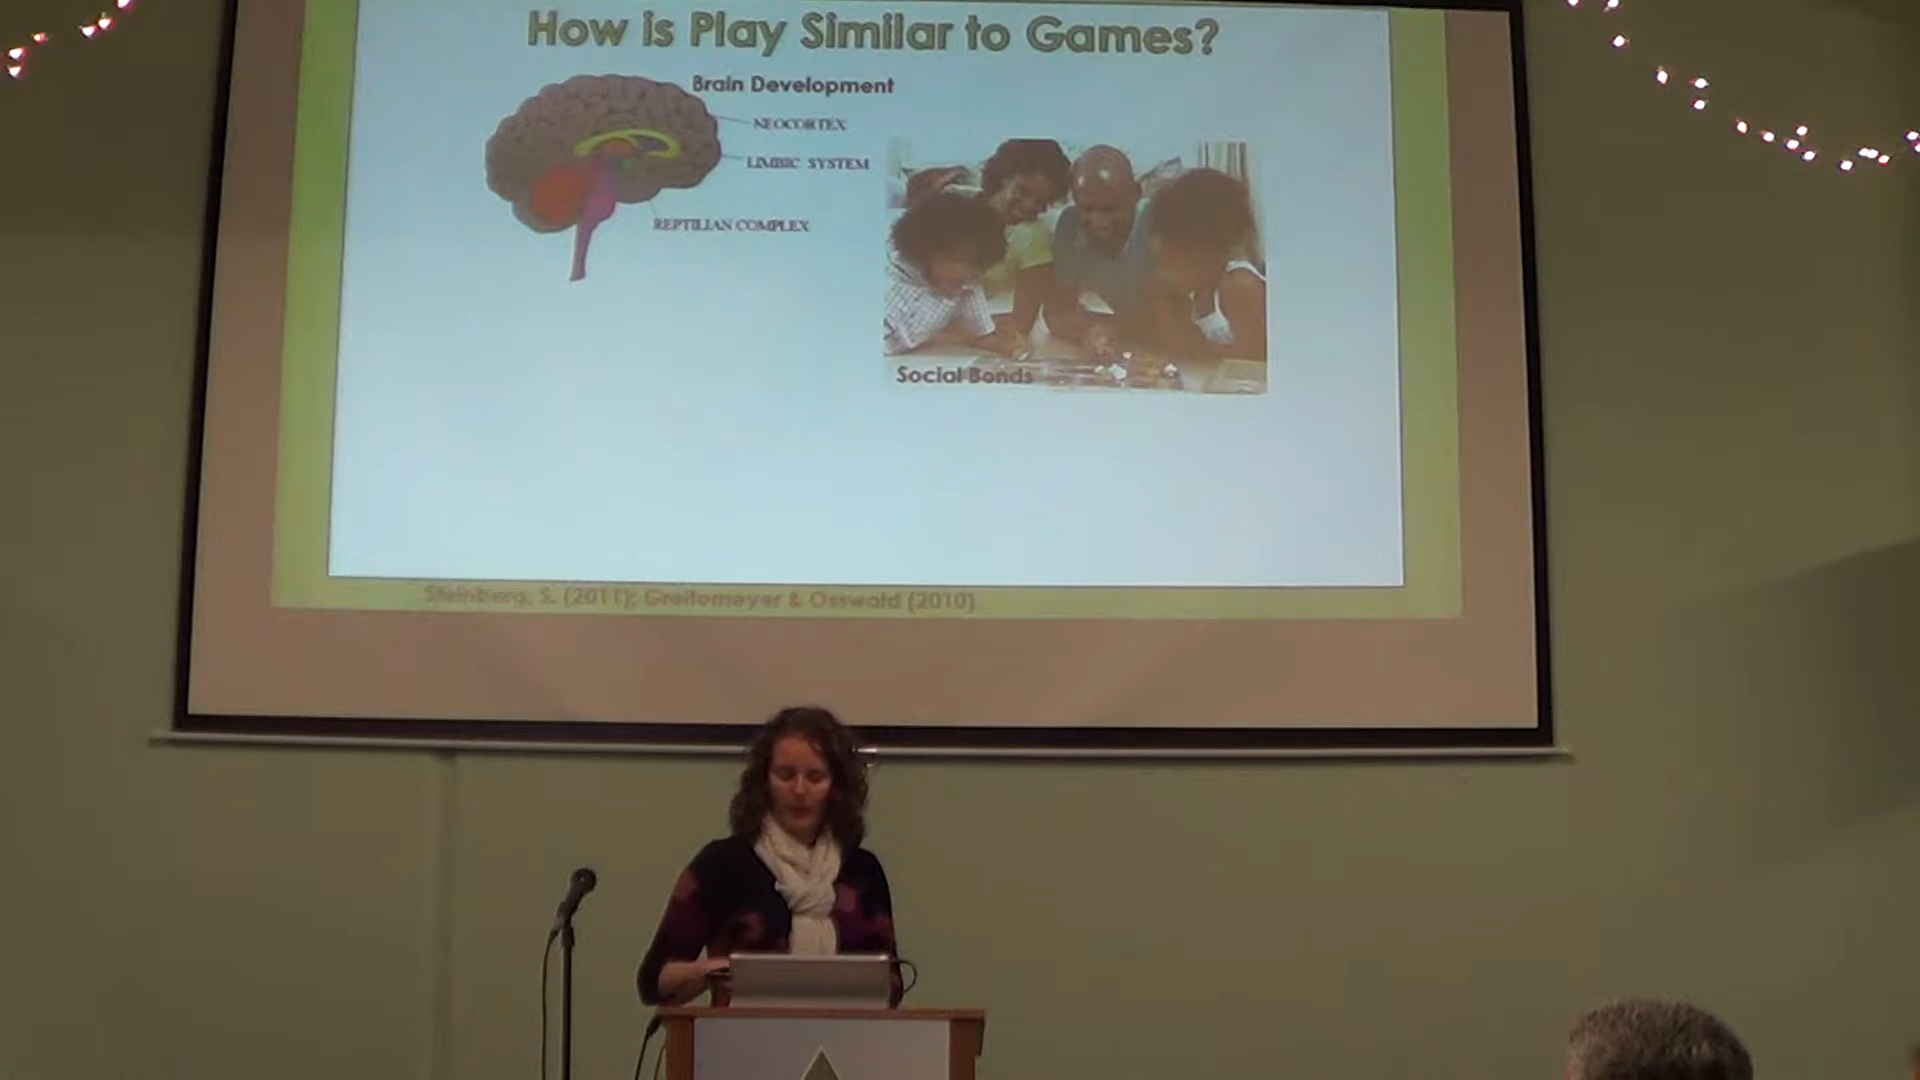 How is Play Similar to Games?
Brain Development
NEOCORTEX
LIMBIC SYSTEM
REPTILIAN COMPLEX
Social Bonds
Steinberg, S. (2011); Greitemeyer & Osswald (2010)